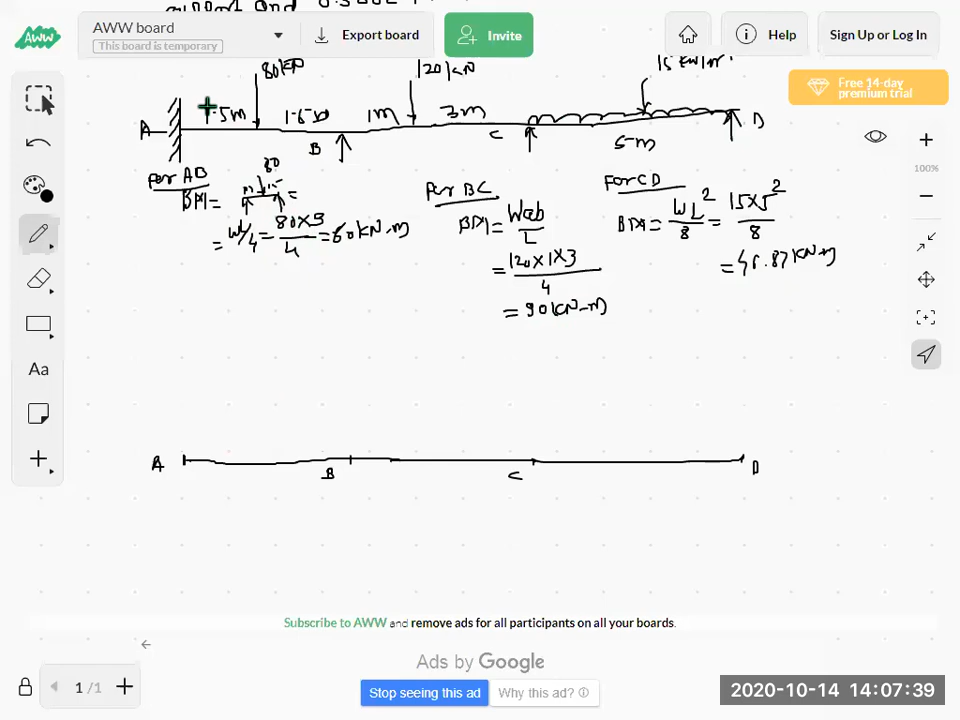 AWW board
This board is temporary
Export board
Invite
Help
Sign Up or Log In
Free 14-day
premium trial
80kN
120kN
1.5m
1.5
1m
3m
A
B
C
D
5m
For AB
BM=
80
=
= WL/4 = 80×3/4 = 60kN-m
For BC
BM = Wab/L
= 120×1×3/4
= 90kN-m
For CD
BM = WL²/8 = 15×5²/8
= 46.87kN-m
100%
Aa
A
B
C
D
Subscribe to AWW and remove ads for all participants on all your boards.
Ads by Google
Stop seeing this ad
Why this ad?
1 /1
2020-10-14 14:07:39